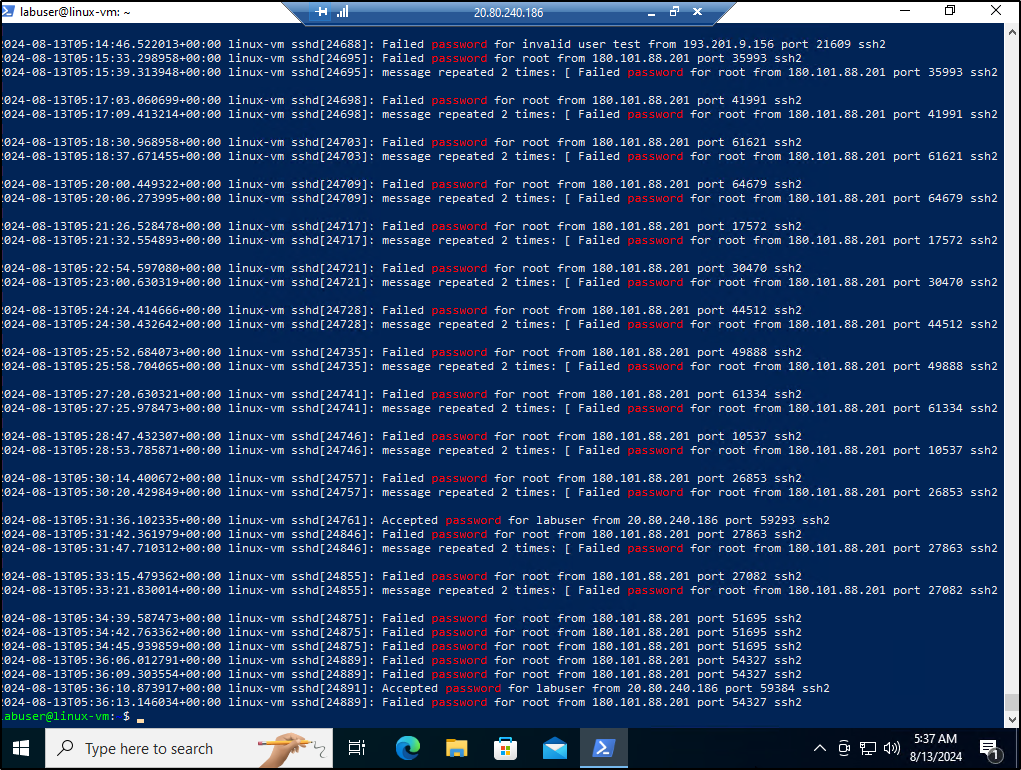 labuser@linux-vm: ~
20.80.240.186
024-08-13T05:14:46.522013+00:00 linux-vm sshd[24688]: Failed password for invalid user test from 193.201.9.156 port 21609 ssh2
024-08-13T05:15:33.298958+00:00 linux-vm sshd[24695]: Failed password for root from 180.101.88.201 port 35993 ssh2
024-08-13T05:15:39.313948+00:00 linux-vm sshd[24695]: message repeated 2 times: [ Failed password for root from 180.101.88.201 port 35993 ssh2
024-08-13T05:17:03.060699+00:00 linux-vm sshd[24698]: Failed password for root from 180.101.88.201 port 41991 ssh2
024-08-13T05:17:09.413214+00:00 linux-vm sshd[24698]: message repeated 2 times: [ Failed password for root from 180.101.88.201 port 41991 ssh2
024-08-13T05:18:30.968958+00:00 linux-vm sshd[24703]: Failed password for root from 180.101.88.201 port 61621 ssh2
024-08-13T05:18:37.671455+00:00 linux-vm sshd[24703]: message repeated 2 times: [ Failed password for root from 180.101.88.201 port 61621 ssh2
024-08-13T05:20:00.449322+00:00 linux-vm sshd[24709]: Failed password for root from 180.101.88.201 port 64679 ssh2
024-08-13T05:20:06.273995+00:00 linux-vm sshd[24709]: message repeated 2 times: [ Failed password for root from 180.101.88.201 port 64679 ssh2
024-08-13T05:21:26.528478+00:00 linux-vm sshd[24717]: Failed password for root from 180.101.88.201 port 17572 ssh2
024-08-13T05:21:32.554893+00:00 linux-vm sshd[24717]: message repeated 2 times: [ Failed password for root from 180.101.88.201 port 17572 ssh2
024-08-13T05:22:54.597080+00:00 linux-vm sshd[24721]: Failed password for root from 180.101.88.201 port 30470 ssh2
024-08-13T05:23:00.630319+00:00 linux-vm sshd[24721]: message repeated 2 times: [ Failed password for root from 180.101.88.201 port 30470 ssh2
024-08-13T05:24:24.414666+00:00 linux-vm sshd[24728]: Failed password for root from 180.101.88.201 port 44512 ssh2
024-08-13T05:24:30.432642+00:00 linux-vm sshd[24728]: message repeated 2 times: [ Failed password for root from 180.101.88.201 port 44512 ssh2
024-08-13T05:25:52.684073+00:00 linux-vm sshd[24735]: Failed password for root from 180.101.88.201 port 49888 ssh2
024-08-13T05:25:58.704065+00:00 linux-vm sshd[24735]: message repeated 2 times: [ Failed password for root from 180.101.88.201 port 49888 ssh2
024-08-13T05:27:20.630321+00:00 linux-vm sshd[24741]: Failed password for root from 180.101.88.201 port 61334 ssh2
024-08-13T05:27:25.978473+00:00 linux-vm sshd[24741]: message repeated 2 times: [ Failed password for root from 180.101.88.201 port 61334 ssh2
024-08-13T05:28:47.432307+00:00 linux-vm sshd[24746]: Failed password for root from 180.101.88.201 port 10537 ssh2
024-08-13T05:28:53.785871+00:00 linux-vm sshd[24746]: message repeated 2 times: [ Failed password for root from 180.101.88.201 port 10537 ssh2
024-08-13T05:30:14.400672+00:00 linux-vm sshd[24757]: Failed password for root from 180.101.88.201 port 26853 ssh2
024-08-13T05:30:20.429849+00:00 linux-vm sshd[24757]: message repeated 2 times: [ Failed password for root from 180.101.88.201 port 26853 ssh2
024-08-13T05:31:36.102335+00:00 linux-vm sshd[24761]: Accepted password for labuser from 20.80.240.186 port 59293 ssh2
024-08-13T05:31:42.361979+00:00 linux-vm sshd[24846]: Failed password for root from 180.101.88.201 port 27863 ssh2
024-08-13T05:31:47.710312+00:00 linux-vm sshd[24846]: message repeated 2 times: [ Failed password for root from 180.101.88.201 port 27863 ssh2
024-08-13T05:33:15.479362+00:00 linux-vm sshd[24855]: Failed password for root from 180.101.88.201 port 27082 ssh2
024-08-13T05:33:21.830014+00:00 linux-vm sshd[24855]: message repeated 2 times: [ Failed password for root from 180.101.88.201 port 27082 ssh2
024-08-13T05:34:39.587473+00:00 linux-vm sshd[24875]: Failed password for root from 180.101.88.201 port 51695 ssh2
024-08-13T05:34:42.763362+00:00 linux-vm sshd[24875]: Failed password for root from 180.101.88.201 port 51695 ssh2
024-08-13T05:34:45.939859+00:00 linux-vm sshd[24875]: Failed password for root from 180.101.88.201 port 51695 ssh2
024-08-13T05:36:06.012791+00:00 linux-vm sshd[24889]: Failed password for root from 180.101.88.201 port 54327 ssh2
024-08-13T05:36:09.303554+00:00 linux-vm sshd[24889]: Failed password for root from 180.101.88.201 port 54327 ssh2
024-08-13T05:36:10.873917+00:00 linux-vm sshd[24891]: Accepted password for labuser from 20.80.240.186 port 59384 ssh2
024-08-13T05:36:13.146034+00:00 linux-vm sshd[24889]: Failed password for root from 180.101.88.201 port 54327 ssh2
labuser@linux-vm: $
Type here to search
5:37 AM
8/13/2024
1